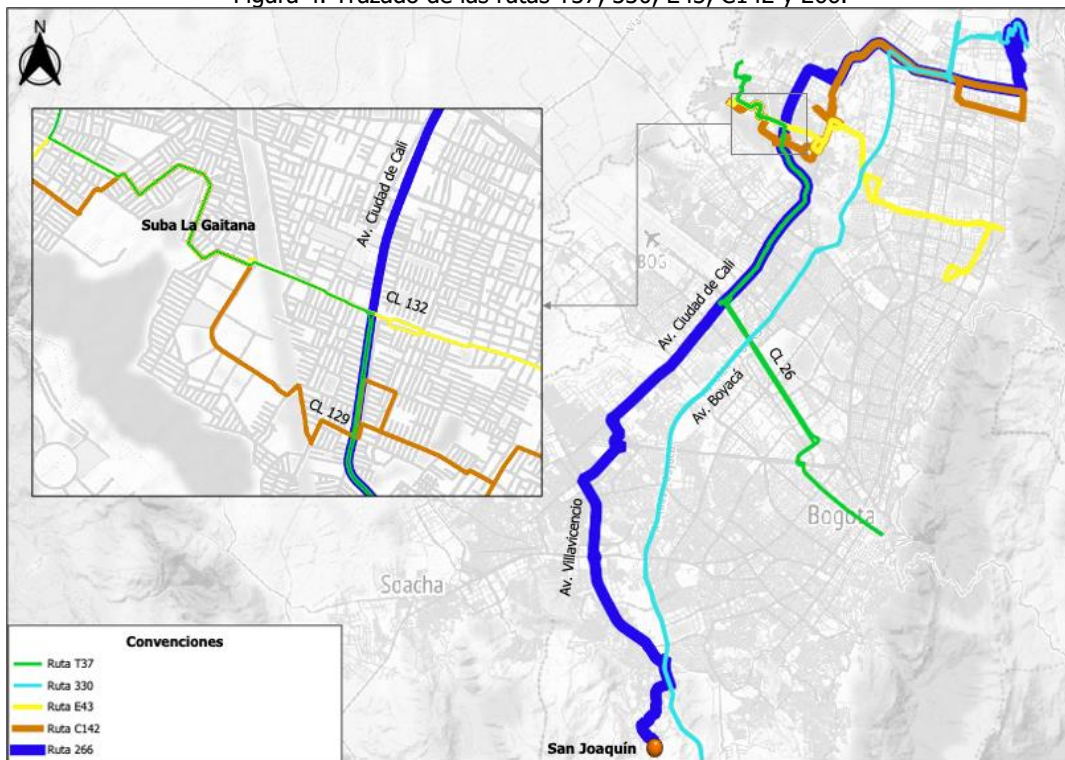 Figura 4. Trazado de las rutas T37, 330, E43, C142 y 266.
N
Av. Ciudad de Cali
Suba La Gaitana
CL 132
CL 129
BOG
Av. Ciudad de Cali
CL 26
Av. Boyacá
Bogota
Av. Villavicencio
Soacha
San Joaquín
Convenciones
Ruta T37
Ruta 330
Ruta E43
Ruta C142
Ruta 266